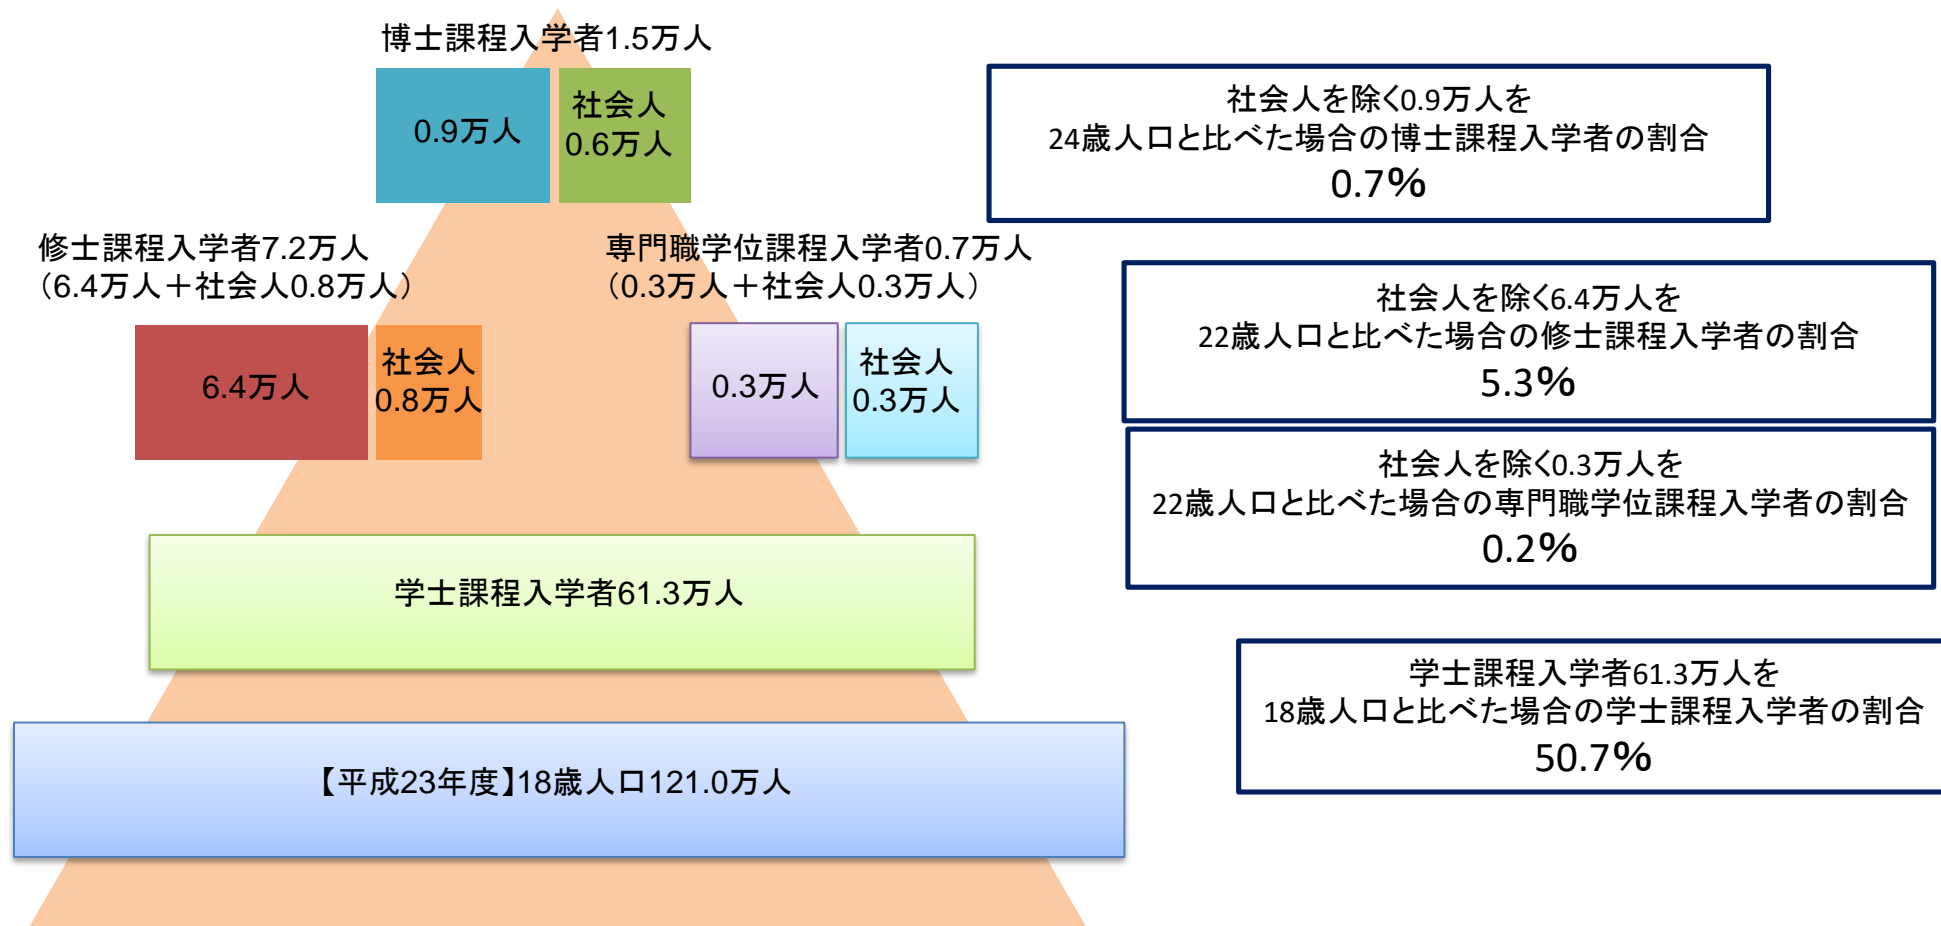 博士課程入学者1.5万人
0.9万人
社会人
0.6万人
社会人を除く0.9万人を
24歳人口と比べた場合の博士課程入学者の割合
0.7%
修士課程入学者7.2万人
（6.4万人＋社会人0.8万人）
専門職学位課程入学者0.7万人
（0.3万人＋社会人0.3万人）
6.4万人
社会人
0.8万人
0.3万人
社会人
0.3万人
社会人を除く6.4万人を
22歳人口と比べた場合の修士課程入学者の割合
5.3%
社会人を除く0.3万人を
22歳人口と比べた場合の専門職学位課程入学者の割合
0.2%
学士課程入学者61.3万人
学士課程入学者61.3万人を
18歳人口と比べた場合の学士課程入学者の割合
50.7%
【平成23年度】18歳人口121.0万人